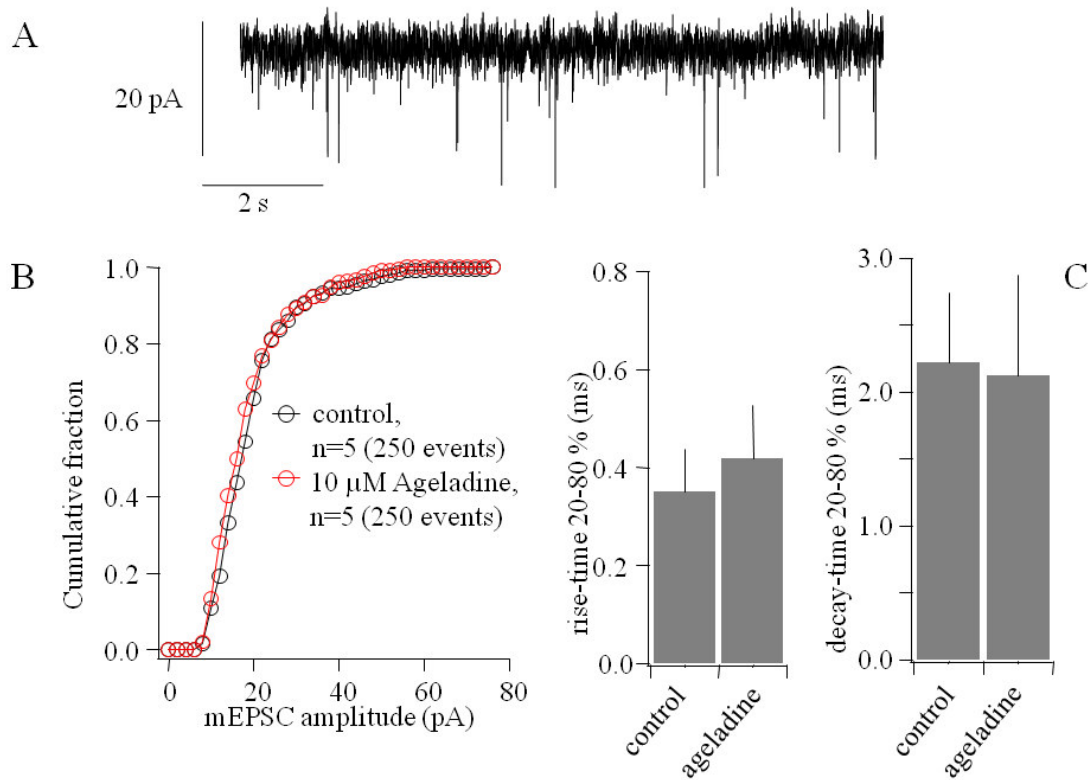 A
20 pA
2 s
B
1.0
0.8
0.6
0.4
0.2
0.0
Cumulative fraction
0
20
40
60
80
mEPSC amplitude (pA)
control,
n=5 (250 events)
10 µM Ageladine,
n=5 (250 events)
0.8
0.6
0.4
0.2
0.0
rise-time 20-80 % (ms)
control
ageladine
C
3.0
2.0
1.0
0.0
decay-time 20-80 % (ms)
control
ageladine